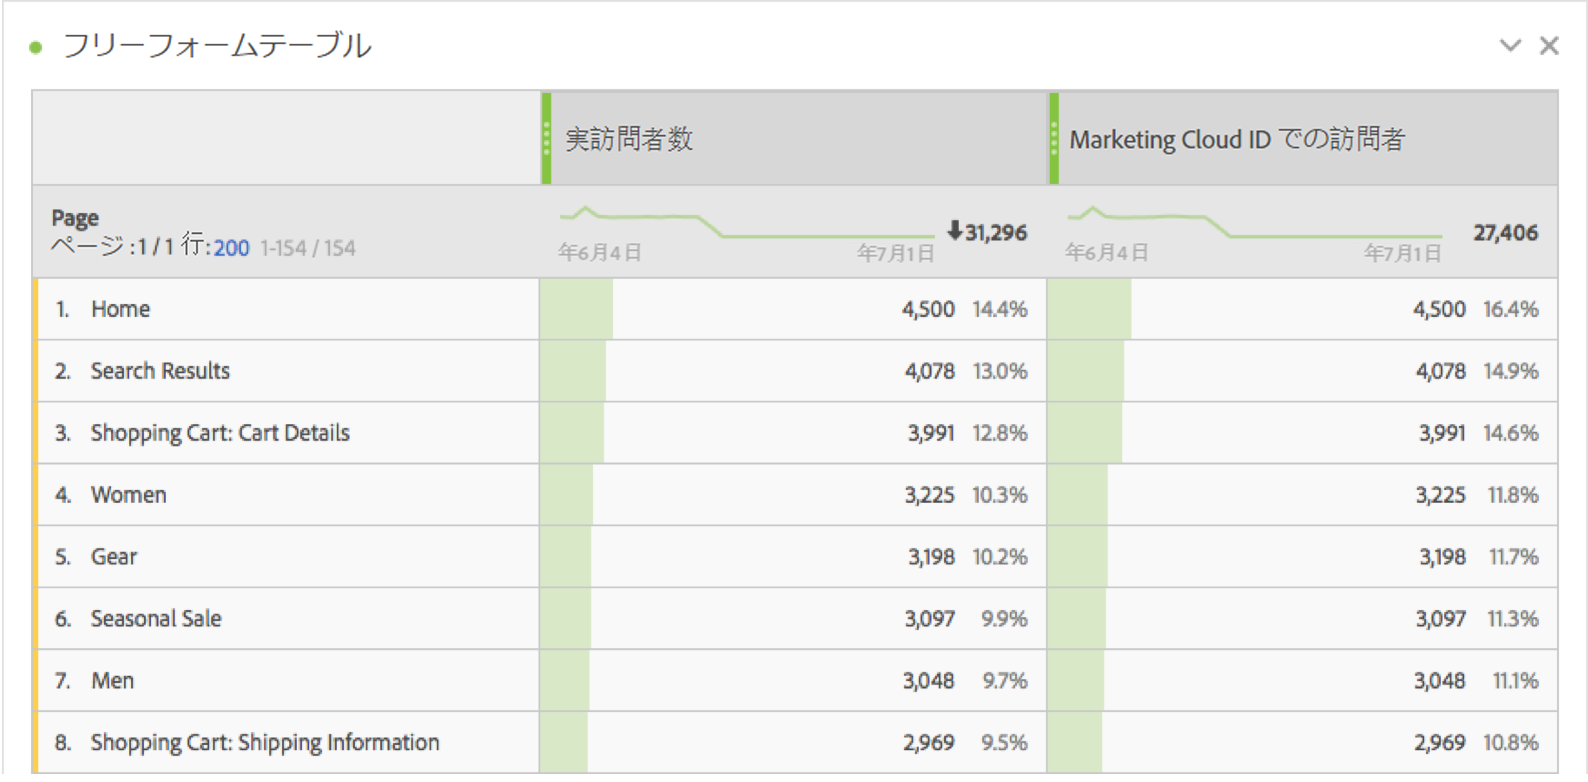 フリーフォームテーブル
実訪問者数 Marketing Cloud ID での訪問者
Page
ページ :1 / 1 行:200 1-154 / 154
年6月4日 年7月1日 31,296 年6月4日 年7月1日 27,406
1. Home 4,500 14.4% 4,500 16.4%
2. Search Results 4,078 13.0% 4,078 14.9%
3. Shopping Cart: Cart Details 3,991 12.8% 3,991 14.6%
4. Women 3,225 10.3% 3,225 11.8%
5. Gear 3,198 10.2% 3,198 11.7%
6. Seasonal Sale 3,097 9.9% 3,097 11.3%
7. Men 3,048 9.7% 3,048 11.1%
8. Shopping Cart: Shipping Information 2,969 9.5% 2,969 10.8%